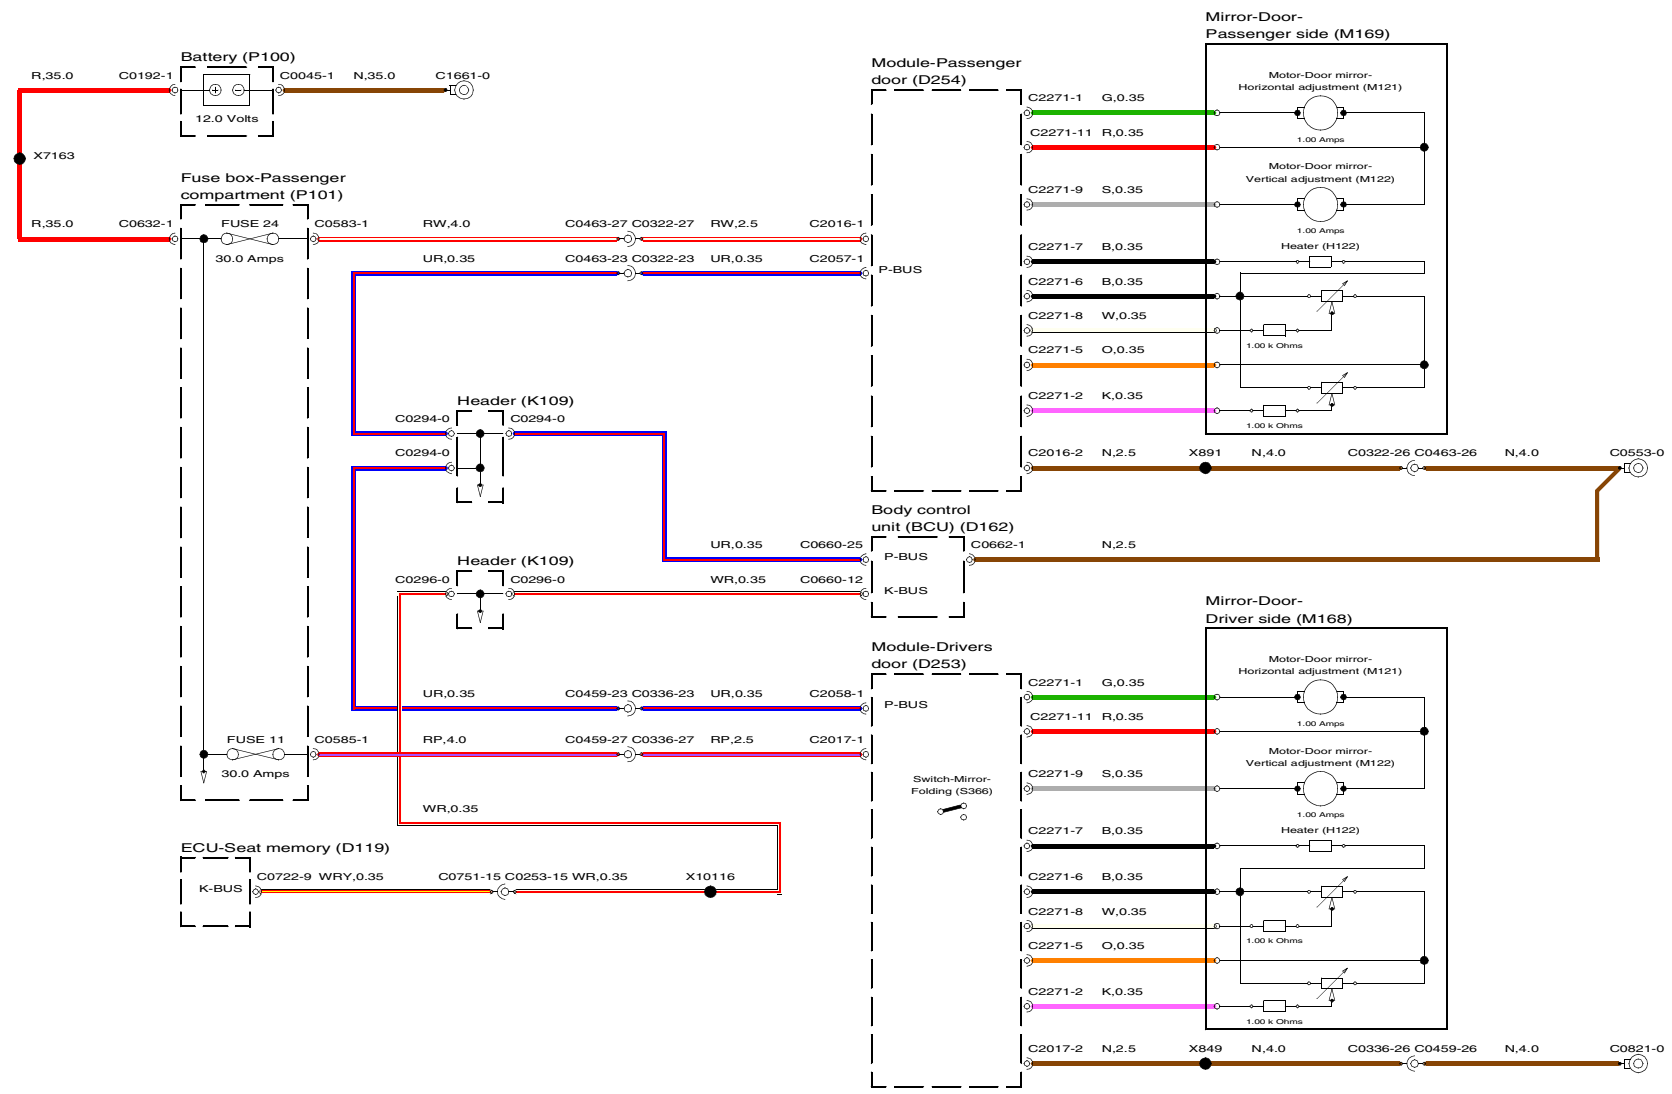 Battery (P100)
R,35.0 C0192-1 C0045-1 N,35.0 C1661-0
12.0 Volts
X7163
Fuse box-Passenger
compartment (P101)
R,35.0 C0632-1 FUSE 24 C0583-1 RW,4.0 C0463-27 C0322-27 RW,2.5 C2016-1
30.0 Amps
UR,0.35 C0463-23 C0322-23 UR,0.35 C2057-1
P-BUS
Module-Passenger
door (D254)
Mirror-Door-
Passenger side (M169)
C2271-1 G,0.35
Motor-Door mirror-
Horizontal adjustment (M121)
1.00 Amps
C2271-11 R,0.35
Motor-Door mirror-
Vertical adjustment (M122)
1.00 Amps
C2271-9 S,0.35
C2271-7 B,0.35
Heater (H122)
C2271-6 B,0.35
C2271-8 W,0.35
1.00 k Ohms
C2271-5 O,0.35
C2271-2 K,0.35
1.00 k Ohms
C2016-2 N,2.5 X891 N,4.0 C0322-26 C0463-26 N,4.0 C0553-0
Header (K109)
C0294-0 C0294-0
C0294-0
Body control
unit (BCU) (D162)
UR,0.35 C0660-25 P-BUS C0662-1 N,2.5
Header (K109)
C0296-0 C0296-0 WR,0.35 C0660-12 K-BUS
Module-Drivers
door (D253)
Mirror-Door-
Driver side (M168)
UR,0.35 C0459-23 C0336-23 UR,0.35 C2058-1 P-BUS
FUSE 11 C0585-1 RP,4.0 C0459-27 C0336-27 RP,2.5 C2017-1
30.0 Amps
Switch-Mirror-
Folding (S366)
C2271-1 G,0.35
Motor-Door mirror-
Horizontal adjustment (M121)
1.00 Amps
C2271-11 R,0.35
Motor-Door mirror-
Vertical adjustment (M122)
1.00 Amps
C2271-9 S,0.35
C2271-7 B,0.35
Heater (H122)
C2271-6 B,0.35
C2271-8 W,0.35
1.00 k Ohms
C2271-5 O,0.35
C2271-2 K,0.35
1.00 k Ohms
C2017-2 N,2.5 X849 N,4.0 C0336-26 C0459-26 N,4.0 C0821-0
WR,0.35
ECU-Seat memory (D119)
K-BUS C0722-9 WRY,0.35 C0751-15 C0253-15 WR,0.35 X10116